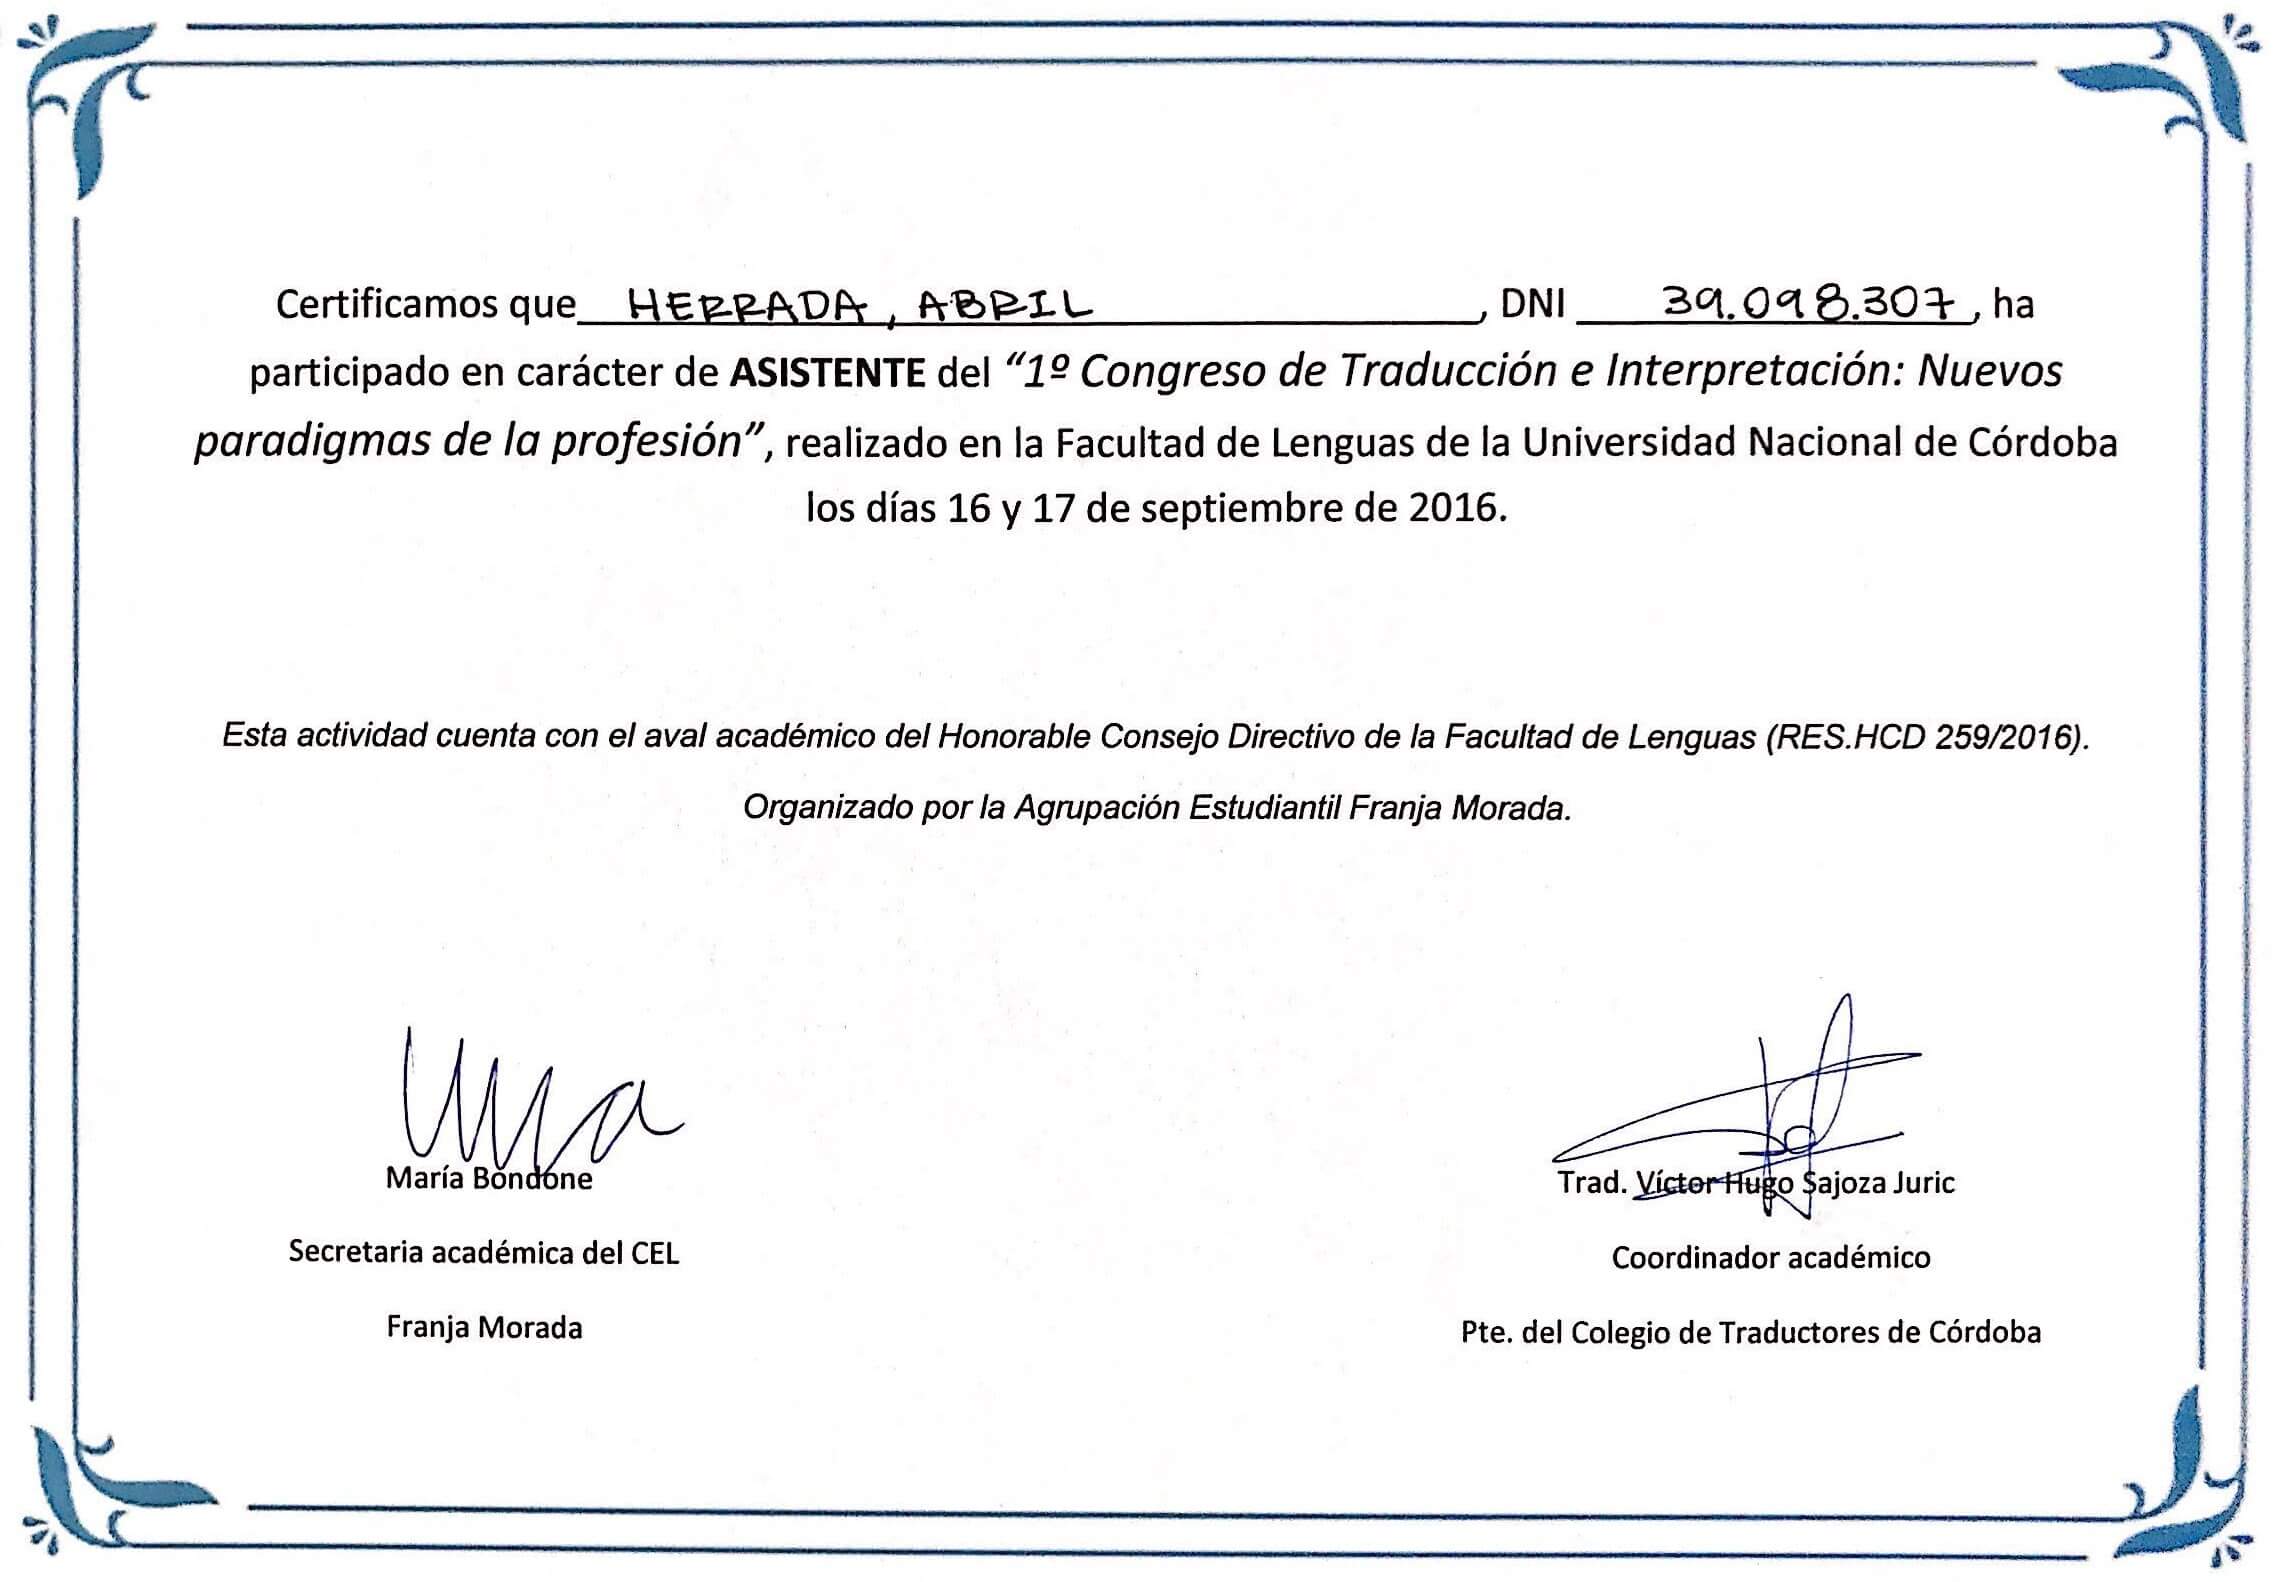 Certificamos que HERRADA, ABRIL, DNI 39.098.307, ha
participado en carácter de ASISTENTE del “1º Congreso de Traducción e Interpretación: Nuevos
paradigmas de la profesión”, realizado en la Facultad de Lenguas de la Universidad Nacional de Córdoba
los días 16 y 17 de septiembre de 2016.
Esta actividad cuenta con el aval académico del Honorable Consejo Directivo de la Facultad de Lenguas (RES.HCD 259/2016).
Organizado por la Agrupación Estudiantil Franja Morada.
María Bondone
Secretaria académica del CEL
Franja Morada
Trad. Víctor Hugo Sajoza Juric
Coordinador académico
Pte. del Colegio de Traductores de Córdoba